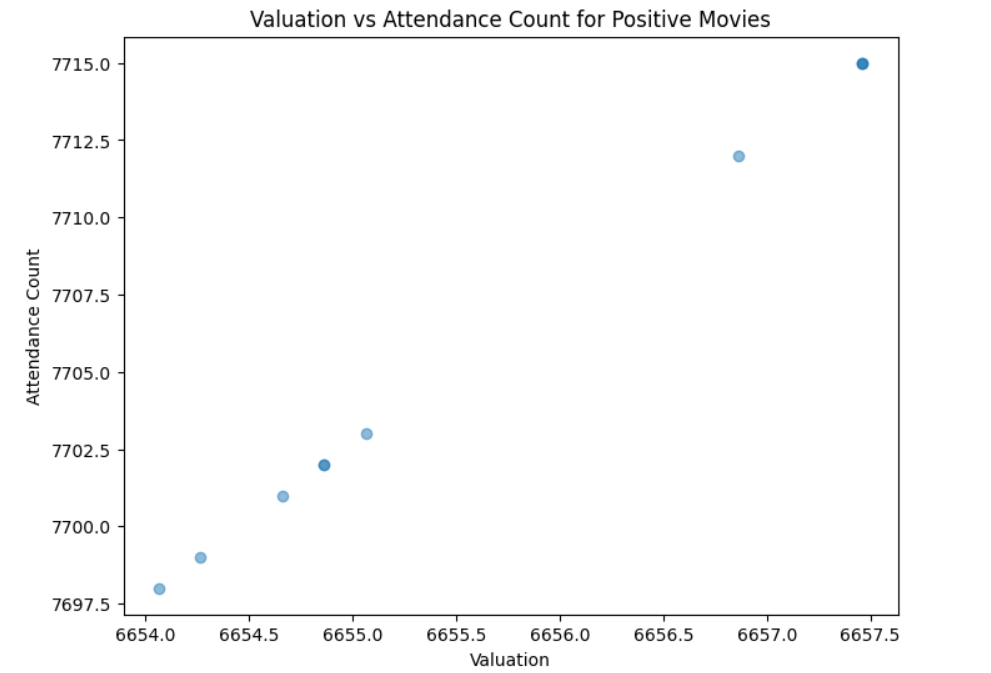 Valuation vs Attendance Count for Positive Movies
7715.0
7712.5
7710.0
7707.5
7705.0
7702.5
7700.0
7697.5
Attendance Count
6654.0 6654.5 6655.0 6655.5 6656.0 6656.5 6657.0 6657.5
Valuation